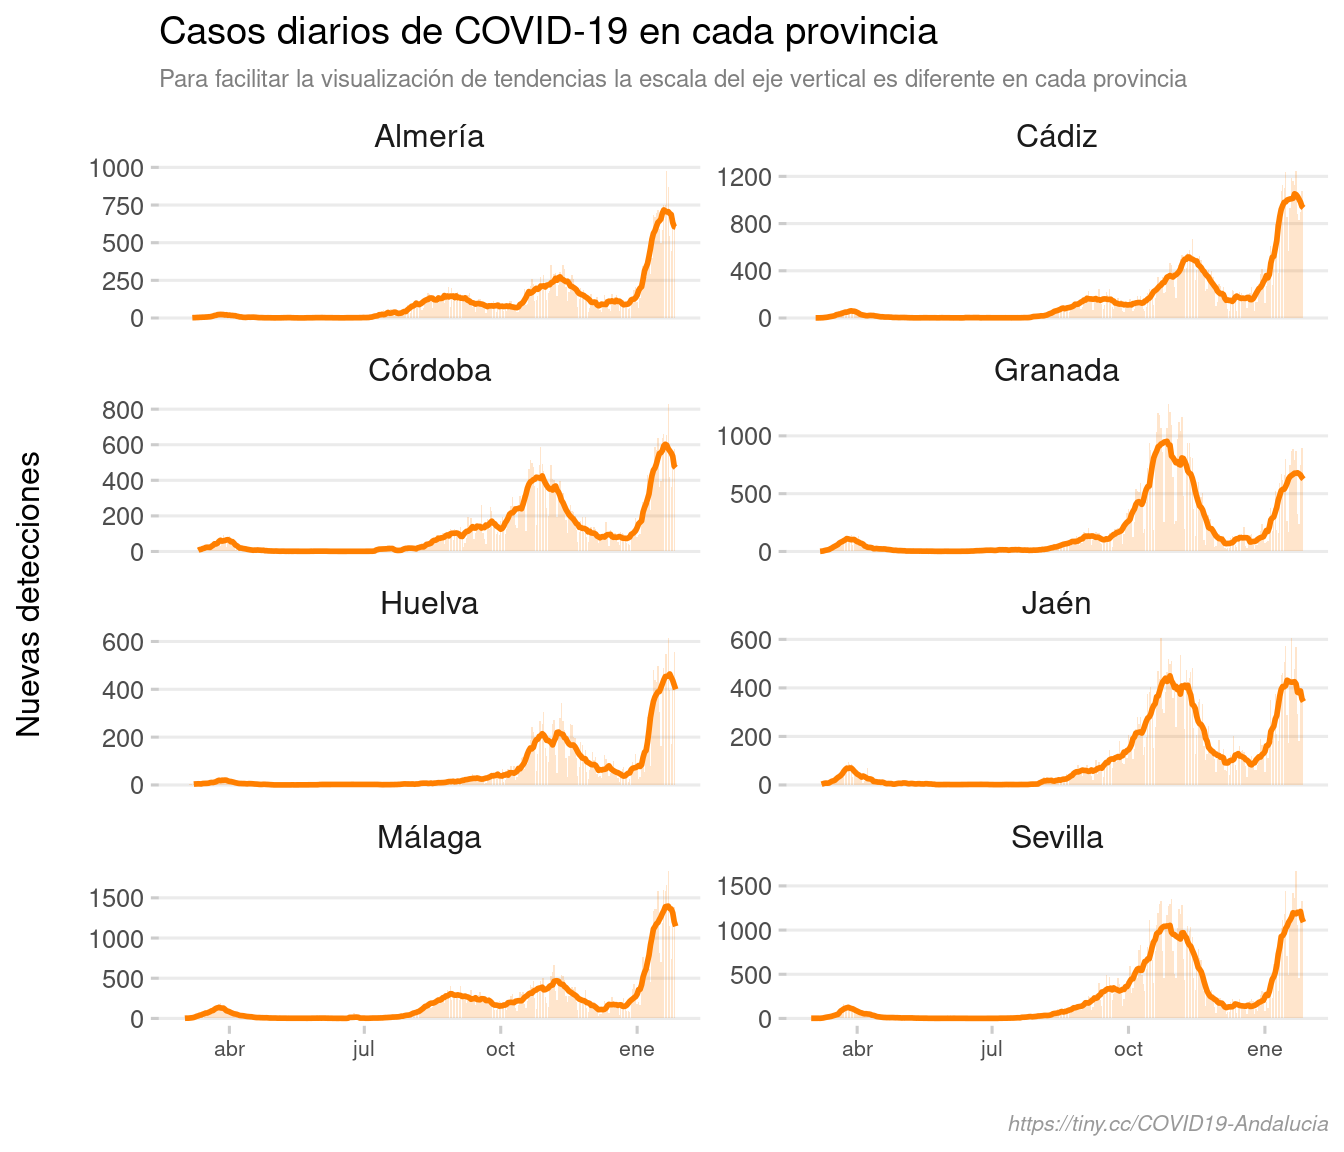 Casos diarios de COVID-19 en cada provincia
Para facilitar la visualización de tendencias la escala del eje vertical es diferente en cada provincia
Nuevas detecciones
Almería
1000
750
500
250
0
Cádiz
1200
800
400
0
Córdoba
800
600
400
200
0
Granada
1000
500
0
Huelva
600
400
200
0
Jaén
600
400
200
0
Málaga
1500
1000
500
0
abr jul oct ene
Sevilla
1500
1000
500
0
abr jul oct ene
https://tiny.cc/COVID19-Andalucia